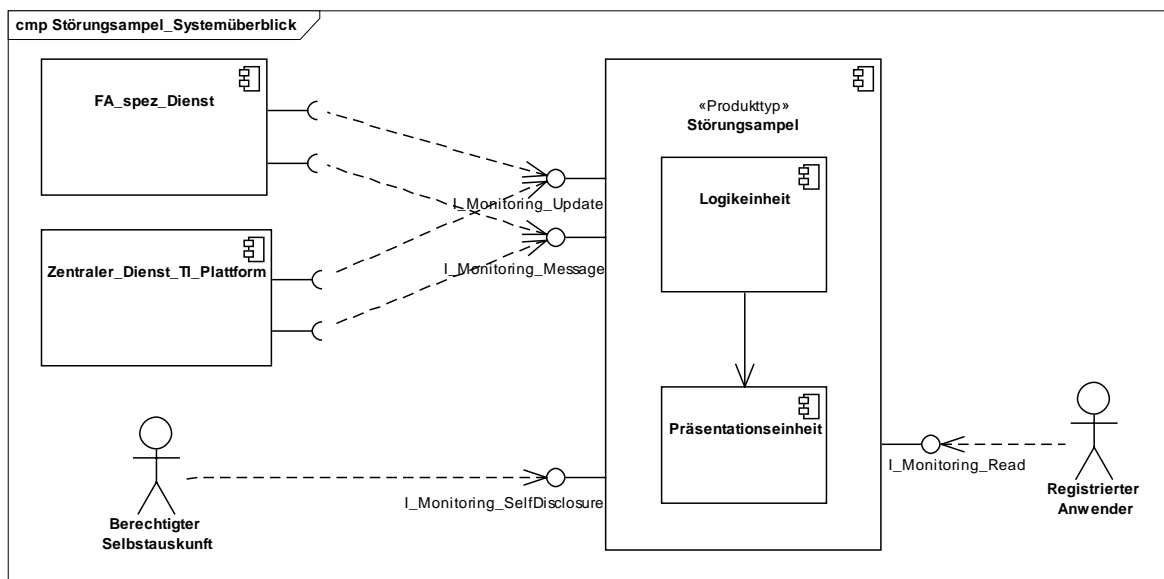 cmp Störungsampel_Systemüberblick
FA_spez_Dienst
«Produkttyp»
Störungsampel
Logikeinheit
I_Monitoring_Update
Zentraler_Dienst_TI_Plattform
I_Monitoring_Message
Präsentationseinheit
I_Monitoring_Read
I_Monitoring_SelfDisclosure
Registrierter
Anwender
Berechtigter
Selbstauskunft